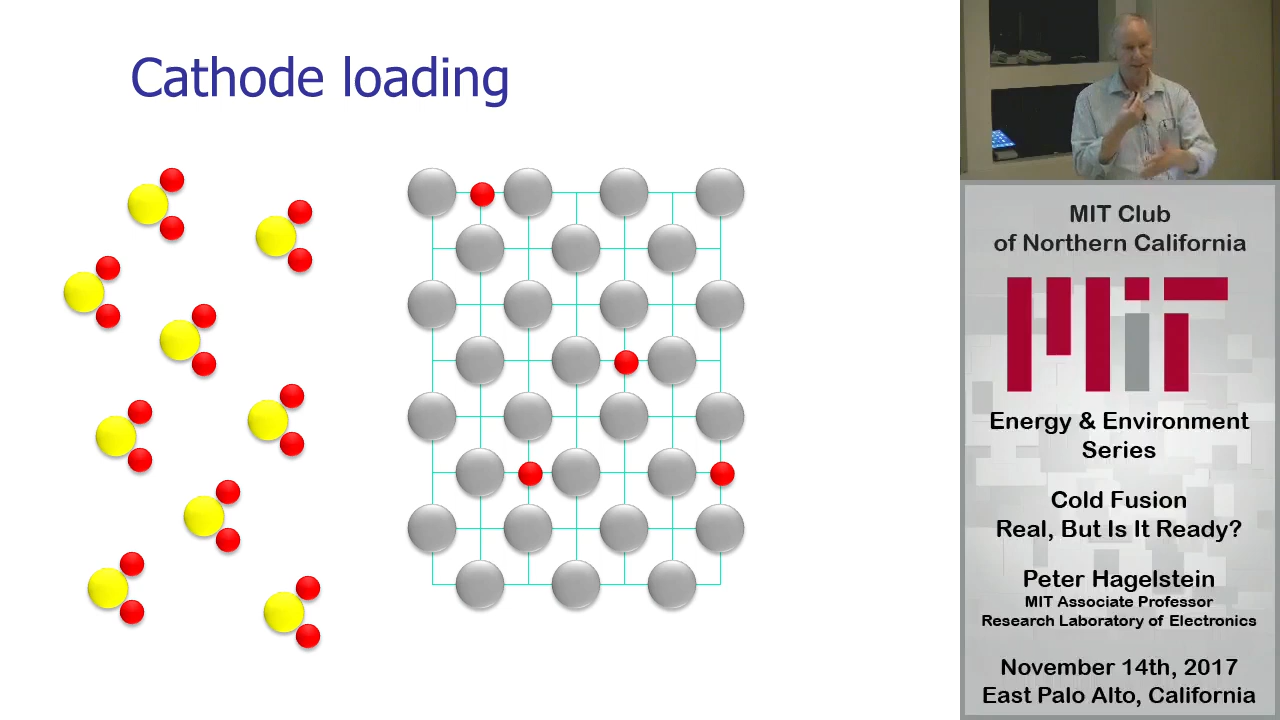 Cathode loading
MIT Club
of Northern California
MIT
Energy & Environment
Series
Cold Fusion
Real, But Is It Ready?
Peter Hagelstein
MIT Associate Professor
Research Laboratory of Electronics
November 14th, 2017
East Palo Alto, California